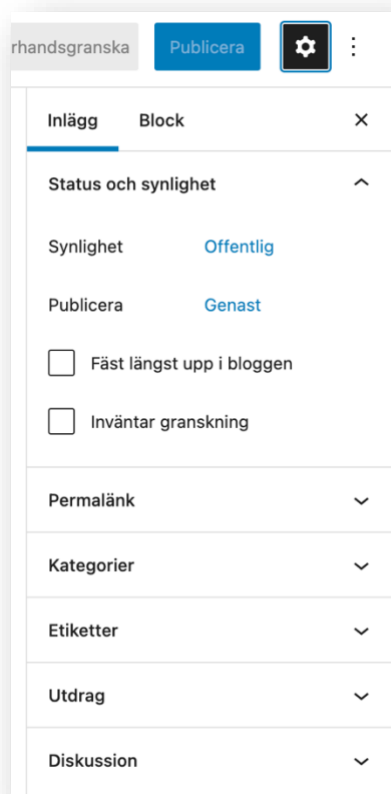 rhandsgranska Publicera
Inlägg Block
Status och synlighet
Synlighet Offentlig
Publicera Genast
Fäst längst upp i bloggen
Inväntar granskning
Permalänk
Kategorier
Etiketter
Utdrag
Diskussion